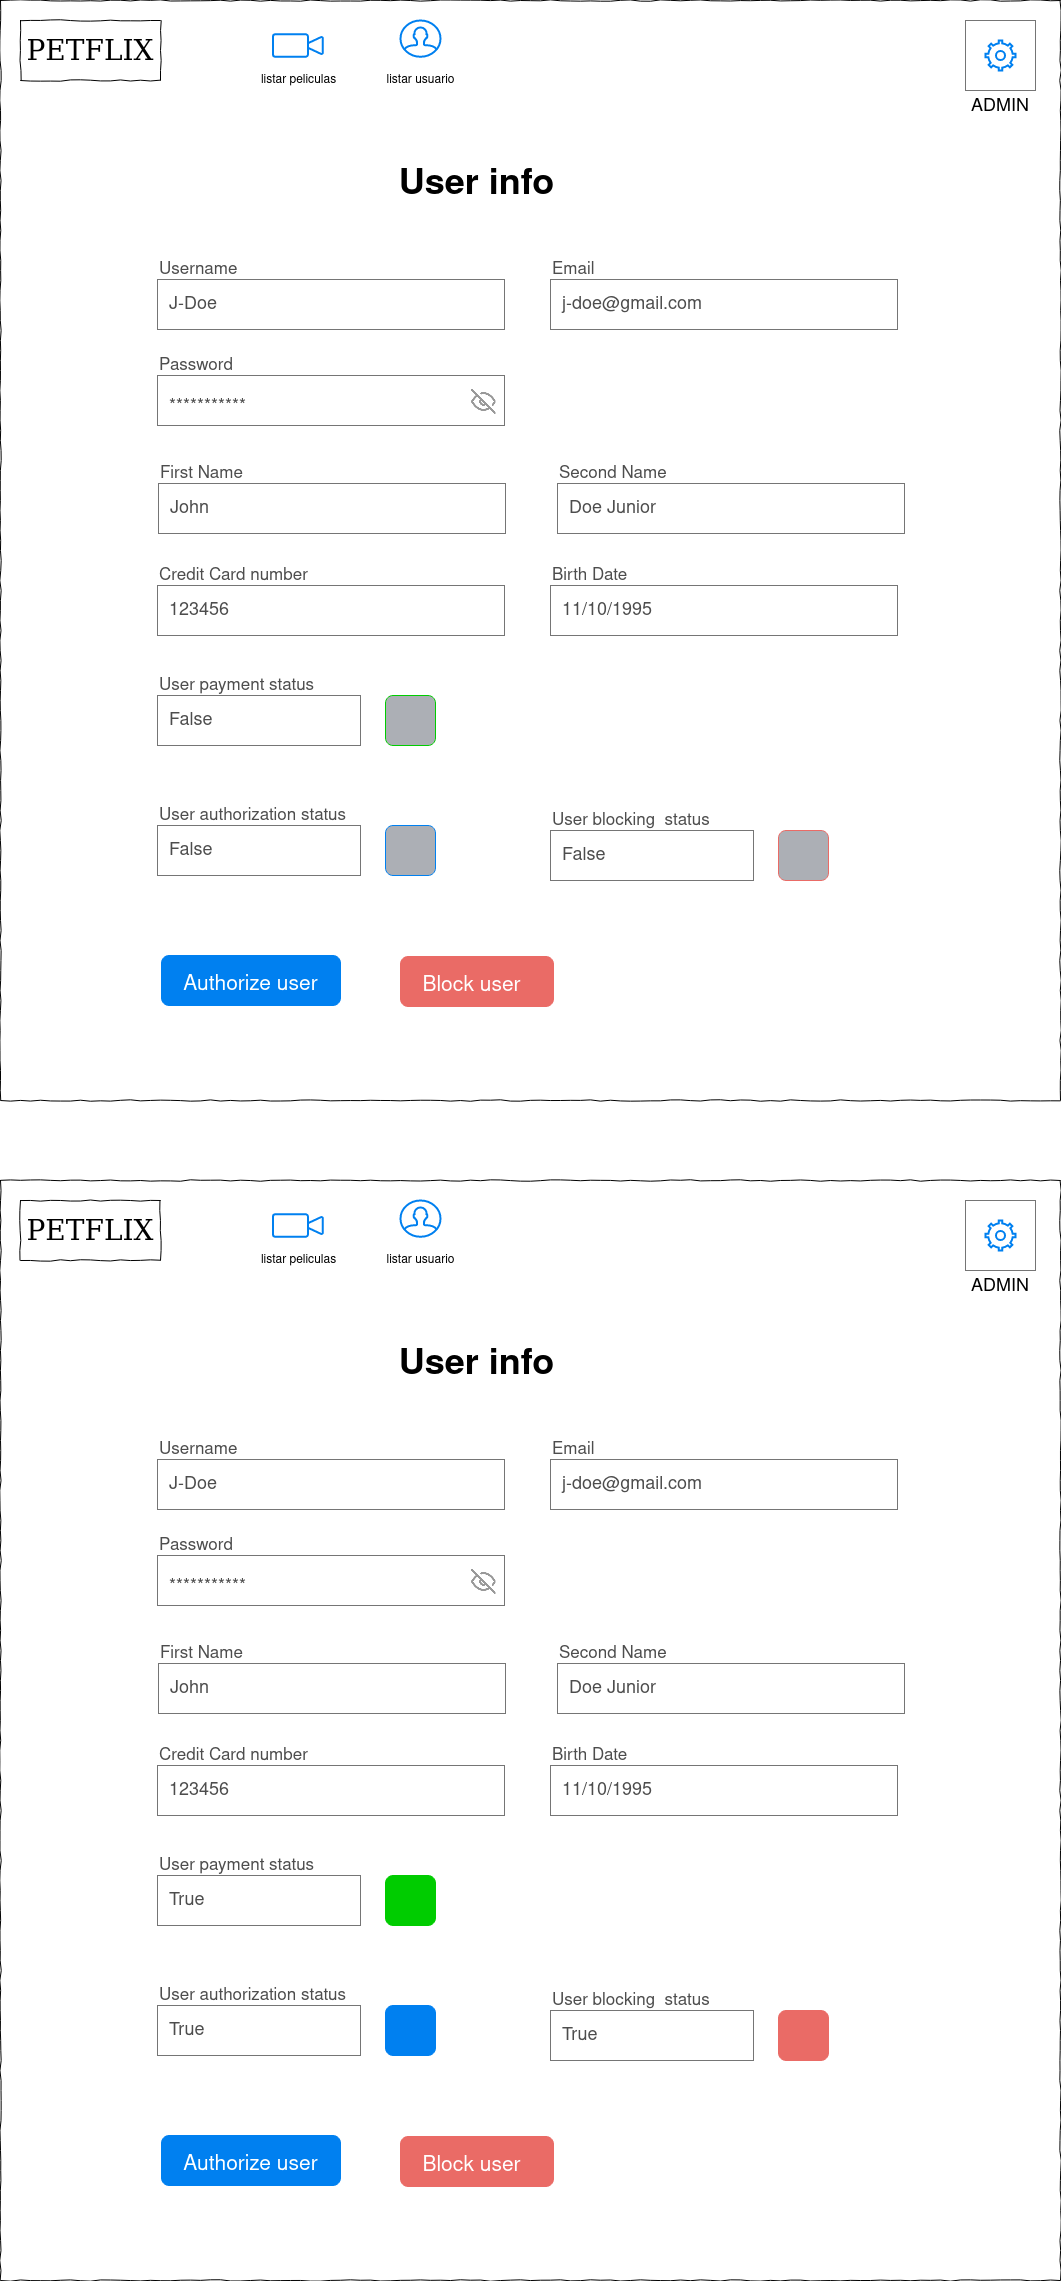 PETFLIX
listar peliculas
listar usuario
ADMIN
User info
Username
Email
J-Doe
j-doe@gmail.com
Password
***********
First Name
Second Name
John
Doe Junior
Credit Card number
Birth Date
123456
11/10/1995
User payment status
False
User authorization status
User blocking  status
False
False
Authorize user
Block user
PETFLIX
listar peliculas
listar usuario
ADMIN
User info
Username
Email
J-Doe
j-doe@gmail.com
Password
***********
First Name
Second Name
John
Doe Junior
Credit Card number
Birth Date
123456
11/10/1995
User payment status
True
User authorization status
User blocking  status
True
True
Authorize user
Block user